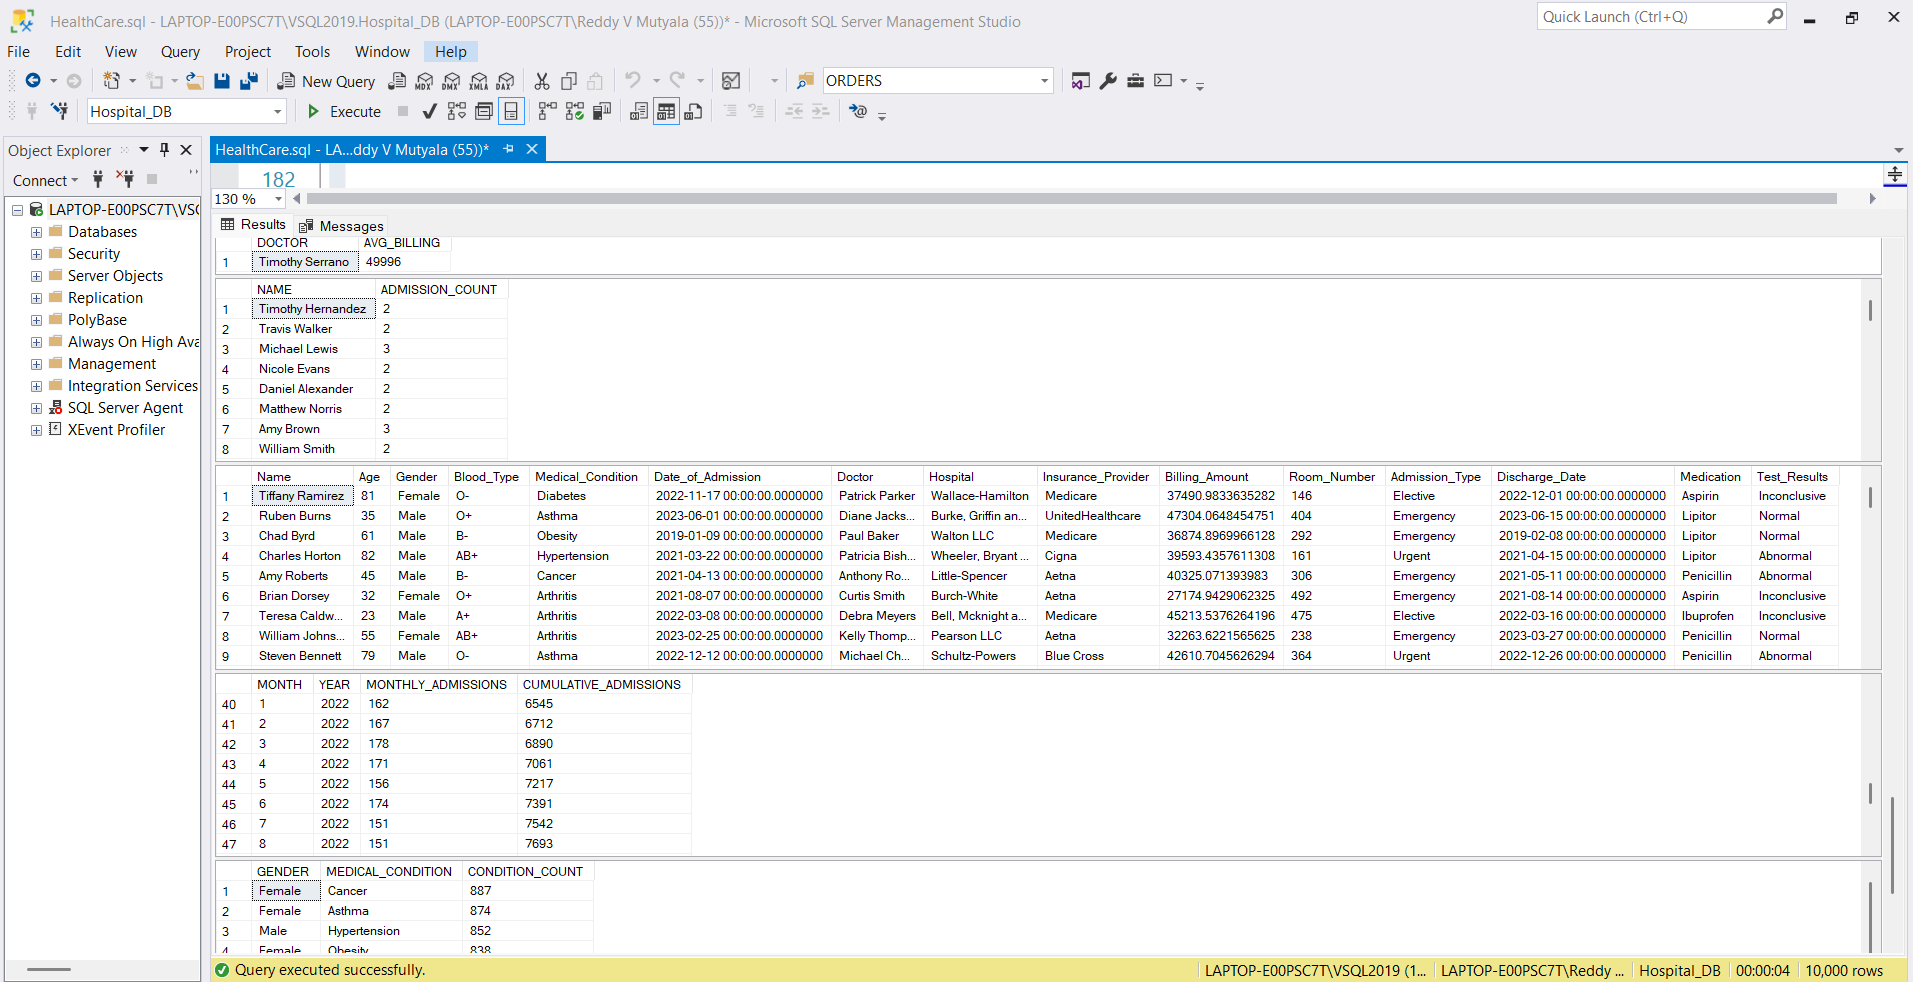 HealthCare.sql - LAPTOP-E00PSC7T\VSQL2019.Hospital_DB (LAPTOP-E00PSC7T\Reddy V Mutyala (55))* - Microsoft SQL Server Management Studio
Quick Launch (Ctrl+Q)
File Edit View Query Project Tools Window Help
New Query MDX DMX XMLA DAX ORDERS
Hospital_DB Execute
Object Explorer
HealthCare.sql - LA...ddy V Mutyala (55))*
Connect
182
130 %
LAPTOP-E00PSC7T\VS(
Databases
Security
Server Objects
Replication
PolyBase
Always On High Ava
Management
Integration Services
SQL Server Agent
XEvent Profiler
Results Messages
DOCTOR AVG_BILLING
1 Timothy Serrano 49996
NAME ADMISSION_COUNT
1 Timothy Hernandez 2
2 Travis Walker 2
3 Michael Lewis 3
4 Nicole Evans 2
5 Daniel Alexander 2
6 Matthew Norris 2
7 Amy Brown 3
8 William Smith 2
Name Age Gender Blood_Type Medical_Condition Date_of_Admission Doctor Hospital Insurance_Provider Billing_Amount Room_Number Admission_Type Discharge_Date Medication Test_Results
1 Tiffany Ramirez 81 Female O- Diabetes 2022-11-17 00:00:00.0000000 Patrick Parker Wallace-Hamilton Medicare 37490.9833635282 146 Elective 2022-12-01 00:00:00.0000000 Aspirin Inconclusive
2 Ruben Burns 35 Male O+ Asthma 2023-06-01 00:00:00.0000000 Diane Jacks... Burke, Griffin an... UnitedHealthcare 47304.0648454751 404 Emergency 2023-06-15 00:00:00.0000000 Lipitor Normal
3 Chad Byrd 61 Male B- Obesity 2019-01-09 00:00:00.0000000 Paul Baker Walton LLC Medicare 36874.8969966128 292 Emergency 2019-02-08 00:00:00.0000000 Lipitor Normal
4 Charles Horton 82 Male AB+ Hypertension 2021-03-22 00:00:00.0000000 Patricia Bish... Wheeler, Bryant ... Cigna 39593.4357611308 161 Urgent 2021-04-15 00:00:00.0000000 Lipitor Abnormal
5 Amy Roberts 45 Male B- Cancer 2021-04-13 00:00:00.0000000 Anthony Ro... Little-Spencer Aetna 40325.071393983 306 Emergency 2021-05-11 00:00:00.0000000 Penicillin Abnormal
6 Brian Dorsey 32 Female O+ Arthritis 2021-08-07 00:00:00.0000000 Curtis Smith Burch-White Aetna 27174.9429062325 492 Emergency 2021-08-14 00:00:00.0000000 Aspirin Inconclusive
7 Teresa Caldw... 23 Male A+ Arthritis 2022-03-08 00:00:00.0000000 Debra Meyers Bell, Mcknight a... Medicare 45213.5376264196 475 Elective 2022-03-16 00:00:00.0000000 Ibuprofen Inconclusive
8 William Johns... 55 Female AB+ Arthritis 2023-02-25 00:00:00.0000000 Kelly Thomp... Pearson LLC Aetna 32263.6221565625 238 Emergency 2023-03-27 00:00:00.0000000 Penicillin Normal
9 Steven Bennett 79 Male O- Asthma 2022-12-12 00:00:00.0000000 Michael Ch... Schultz-Powers Blue Cross 42610.7045626294 364 Urgent 2022-12-26 00:00:00.0000000 Penicillin Abnormal
MONTH YEAR MONTHLY_ADMISSIONS CUMULATIVE_ADMISSIONS
40 1 2022 162 6545
41 2 2022 167 6712
42 3 2022 178 6890
43 4 2022 171 7061
44 5 2022 156 7217
45 6 2022 174 7391
46 7 2022 151 7542
47 8 2022 151 7693
GENDER MEDICAL_CONDITION CONDITION_COUNT
1 Female Cancer 887
2 Female Asthma 874
3 Male Hypertension 852
4 Female Obesity 838
Query executed successfully.
LAPTOP-E00PSC7T\VSQL2019 (1... LAPTOP-E00PSC7T\Reddy ... Hospital_DB 00:00:04 10,000 rows